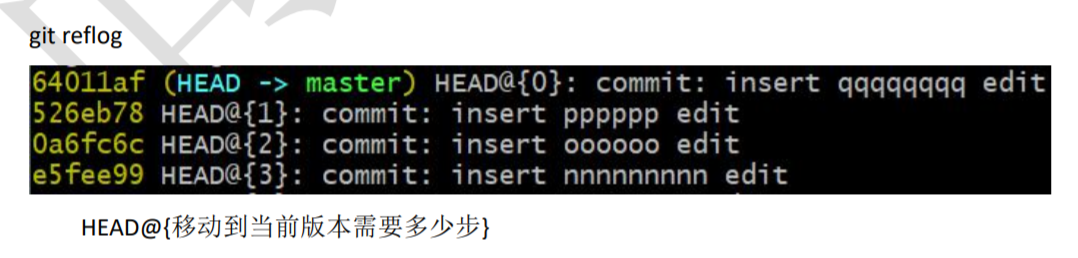 git reflog
64011af (HEAD -> master) HEAD@{0}: commit: insert qqqqqqqq edit
526eb78 HEAD@{1}: commit: insert pppppp edit
0a6fc6c HEAD@{2}: commit: insert oooooo edit
e5fee99 HEAD@{3}: commit: insert nnnnnnnnn edit
HEAD@{移动到当前版本需要多少步}